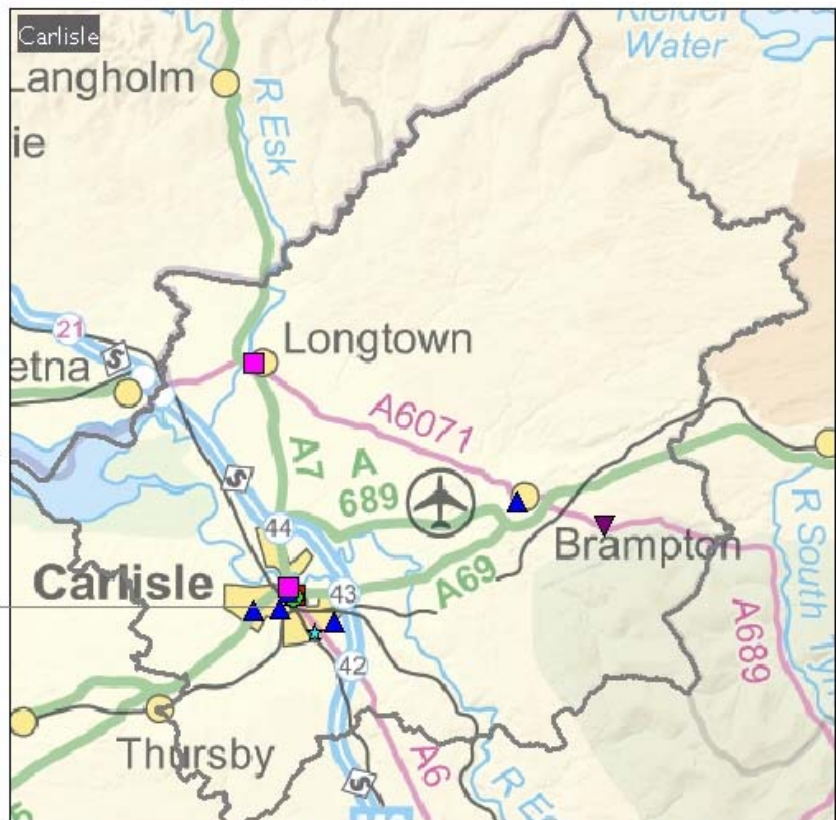 Carlisle
Kielder
Water
Langholm
R Esk
ie
21
S
etna
Longtown
A6071
A7
A
689
S
44
Brampton
Carlisle
43
A69
R South
A689
42
Thursby
A6
S